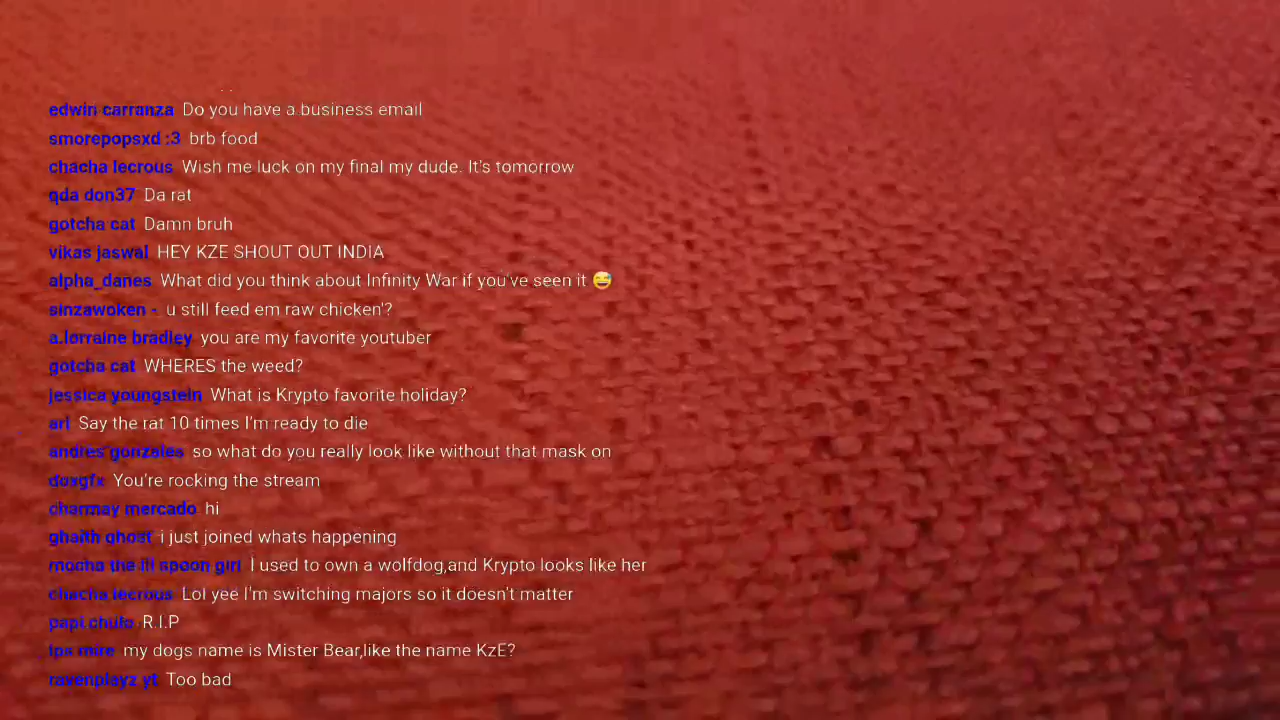 edwin carranza Do you have a business email
smorepopsxd :3 brb food
chacha lecrous Wish me luck on my final my dude. It's tomorrow
qda don37 Da rat
gotcha cat Damn bruh
vikas jaswal HEY KZE SHOUT OUT INDIA
alpha_danes What did you think about Infinity War if you've seen it 😅
sinzawoken - u still feed em raw chicken'?
a.lorraine bradley you are my favorite youtuber
gotcha cat WHERES the weed?
jessica youngstein What is Krypto favorite holiday?
arl Say the rat 10 times I'm ready to die
andres gonzales so what do you really look like without that mask on
You're rocking the stream
charmay mercado hi
ghaith ghost i just joined whats happening
mocha the lil spoon girl I used to own a wolfdog,and Krypto looks like her
chacha lecrous Lol yee I'm switching majors so it doesn't matter
papi chulo R.I.P
my dogs name is Mister Bear,like the name KzE?
ravenplayz yt Too bad